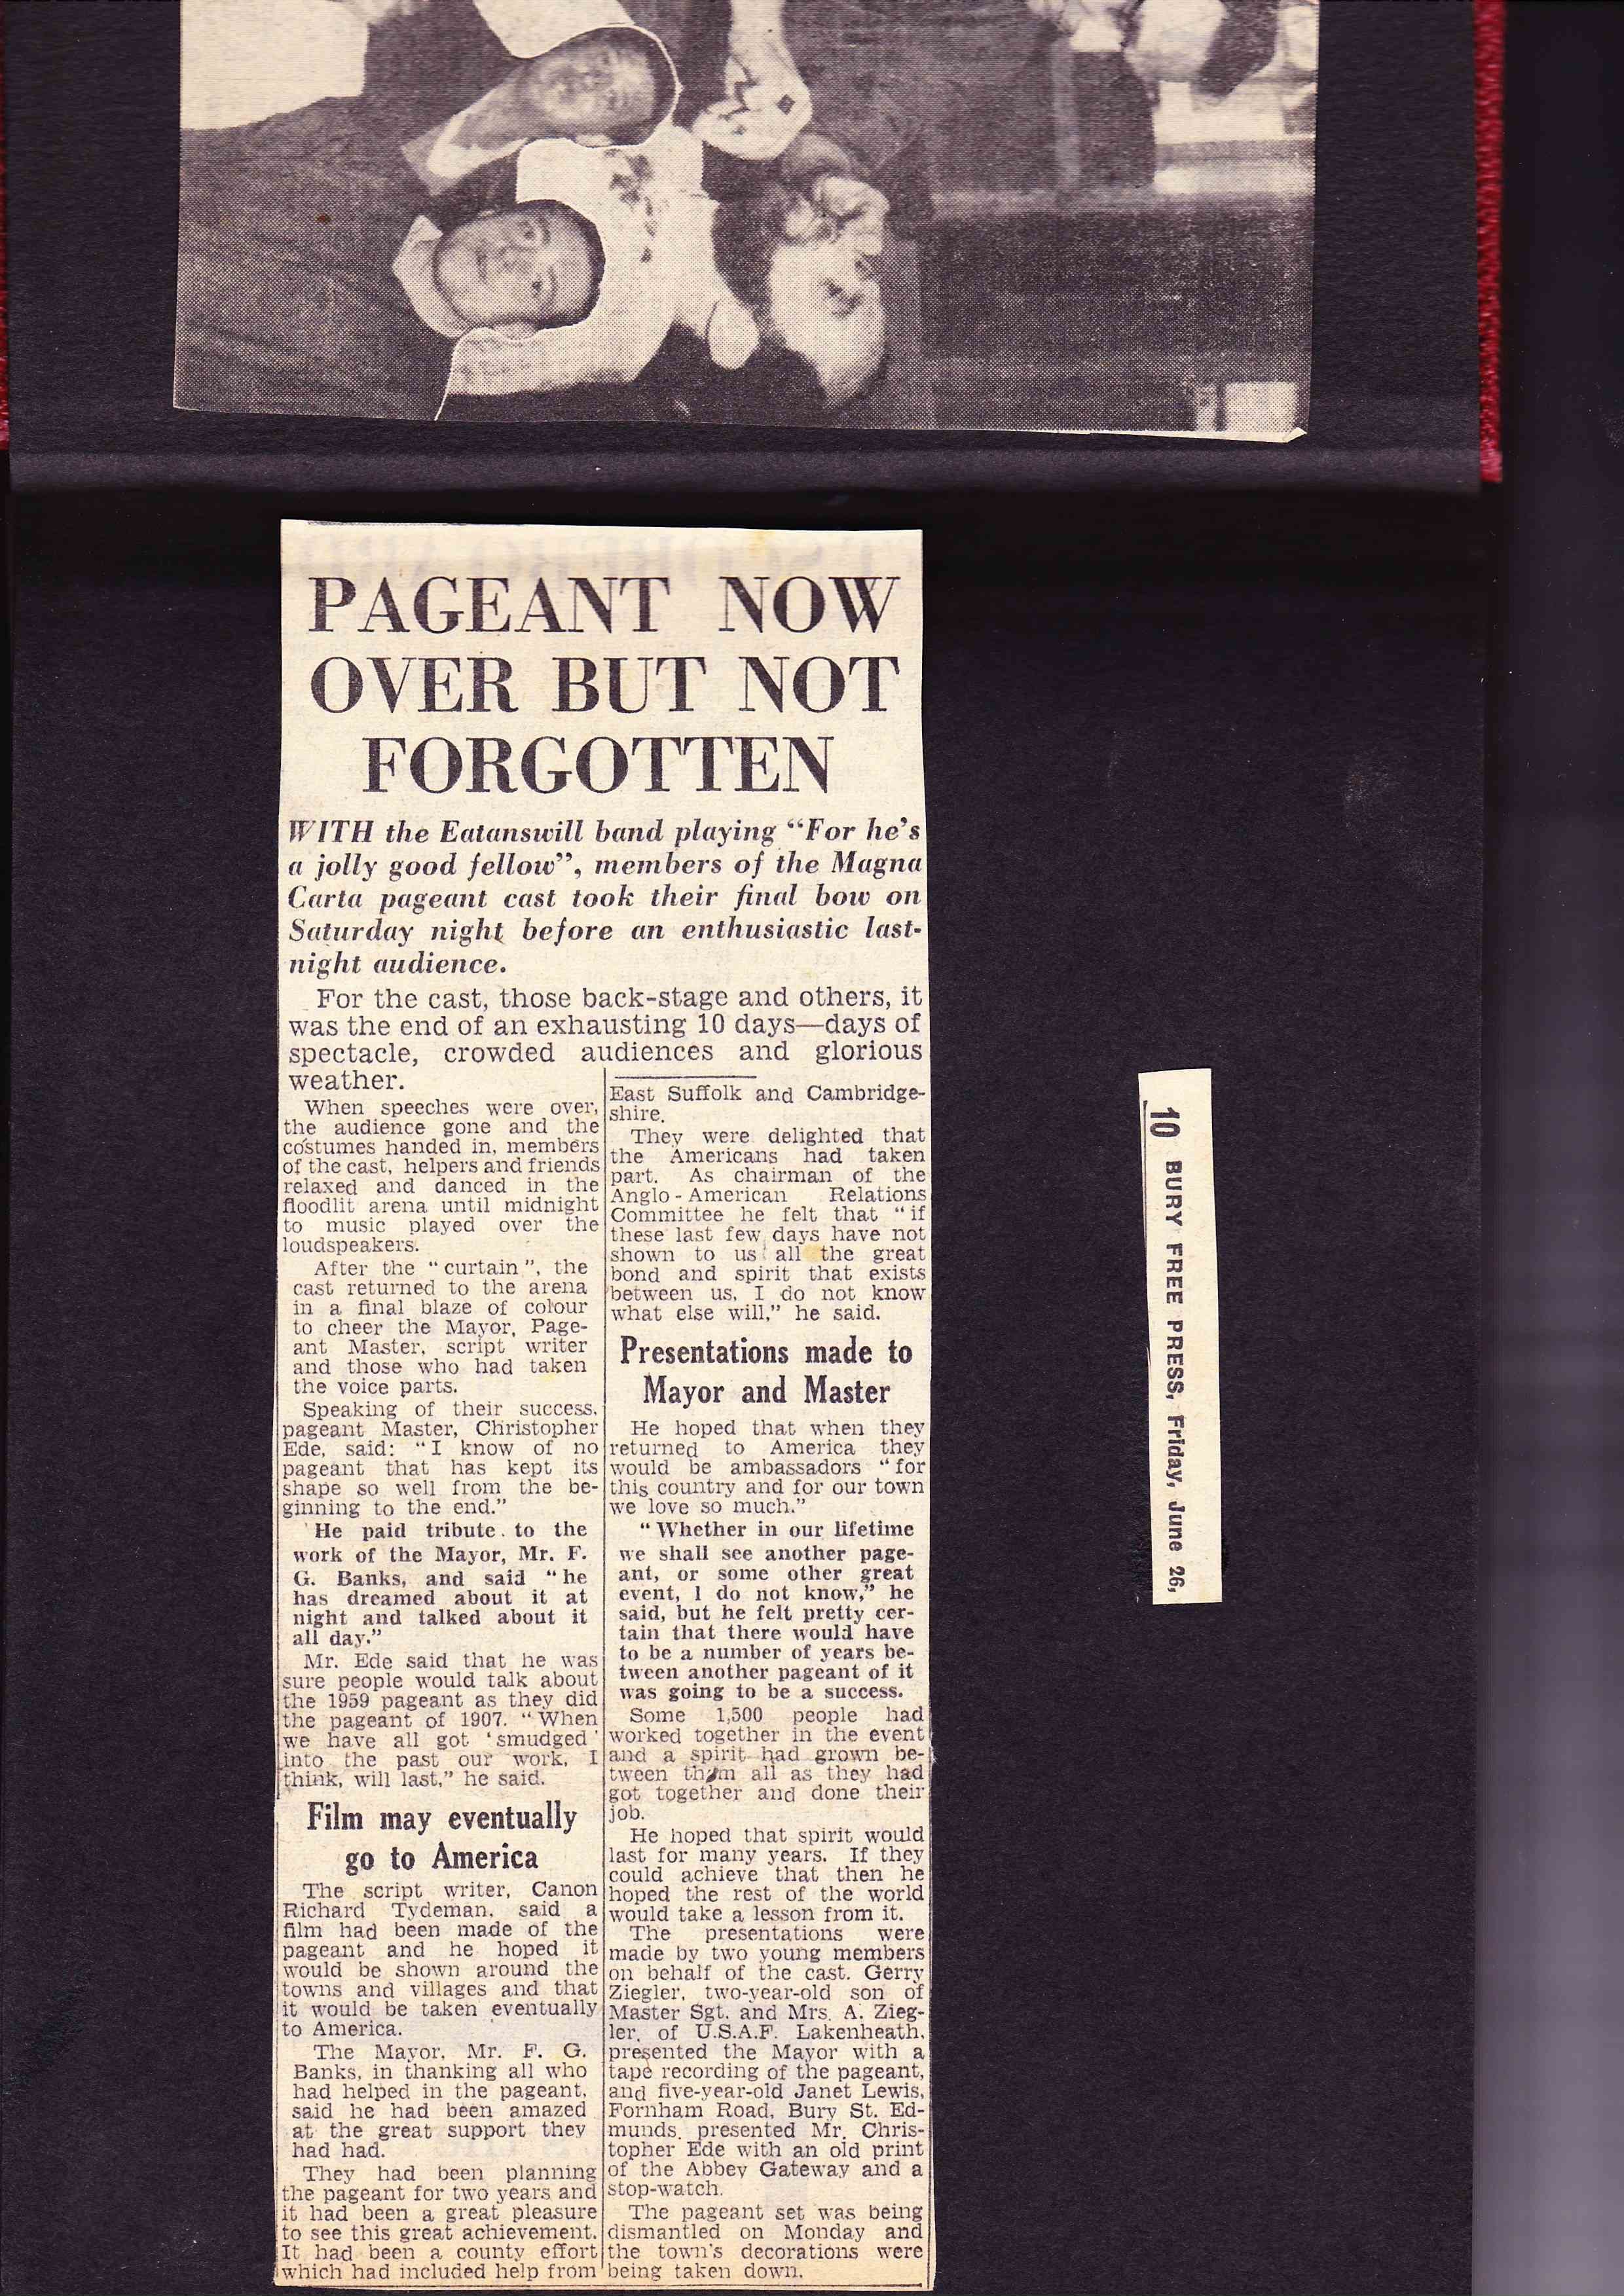 PAGEANT NOW
OVER BUT NOT
FORGOTTEN
WITH the Eatanswill band playing “For he’s
a jolly good fellow”, members of the Magna
Carta pageant cast took their final bow on
Saturday night before an enthusiastic last-
night audience.
For the cast, those back-stage and others, it
was the end of an exhausting 10 days—days of
spectacle, crowded audiences and glorious
weather.
When speeches were over,
the audience gone and the
costumes handed in, members
of the cast, helpers and friends
relaxed and danced in the
floodlit arena until midnight
to music played over the
loudspeakers.
After the “curtain”, the
cast returned to the arena
in a final blaze of colour
to cheer the Mayor, Page-
ant Master, script writer
and those who had taken
the voice parts.
Speaking of their success,
pageant Master, Christopher
Ede, said: “I know of no
pageant that has kept its
shape so well from the be-
ginning to the end.”
He paid tribute to the
work of the Mayor, Mr. F.
G. Banks, and said “he
has dreamed about it at
night and talked about it
all day.”
Mr. Ede said that he was
sure people would talk about
the 1959 pageant as they did
the pageant of 1907. “When
we have all got ‘smudged’
into the past our work, I
think, will last,” he said.
Film may eventually
go to America
The script writer, Canon
Richard Tydeman, said a
film had been made of the
pageant and he hoped it
would be shown around the
towns and villages and that
it would be taken eventually
to America.
The Mayor, Mr. F. G.
Banks, in thanking all who
had helped in the pageant,
said he had been amazed
at the great support they
had had.
They had been planning
the pageant for two years and
it had been a great pleasure
to see this great achievement.
It had been a county effort
which had included help from
East Suffolk and Cambridge-
shire.
They were delighted that
the Americans had taken
part. As chairman of the
Anglo-American Relations
Committee he felt that “if
these last few days have not
shown to us all the great
bond and spirit that exists
between us, I do not know
what else will,” he said.
Presentations made to
Mayor and Master
He hoped that when they
returned to America they
would be ambassadors “for
this country and for our town
we love so much.”
“Whether in our lifetime
we shall see another page-
ant, or some other great
event, I do not know,” he
said, but he felt pretty cer-
tain that there would have
to be a number of years be-
tween another pageant of it
was going to be a success.
Some 1,500 people had
worked together in the event
and a spirit had grown be-
tween them all as they had
got together and done their
job.
He hoped that spirit would
last for many years. If they
could achieve that then he
hoped the rest of the world
would take a lesson from it.
The presentations were
made by two young members
on behalf of the cast. Gerry
Ziegler, two-year-old son of
Master Sgt. and Mrs. A. Zieg-
ler, of U.S.A.F. Lakenheath,
presented the Mayor with a
tape recording of the pageant,
and five-year-old Janet Lewis,
Fornham Road, Bury St. Ed-
munds, presented Mr. Chris-
topher Ede with an old print
of the Abbey Gateway and a
stop-watch.
The pageant set was being
dismantled on Monday and
the town’s decorations were
being taken down.
10 BURY FREE PRESS, Friday, June 26,